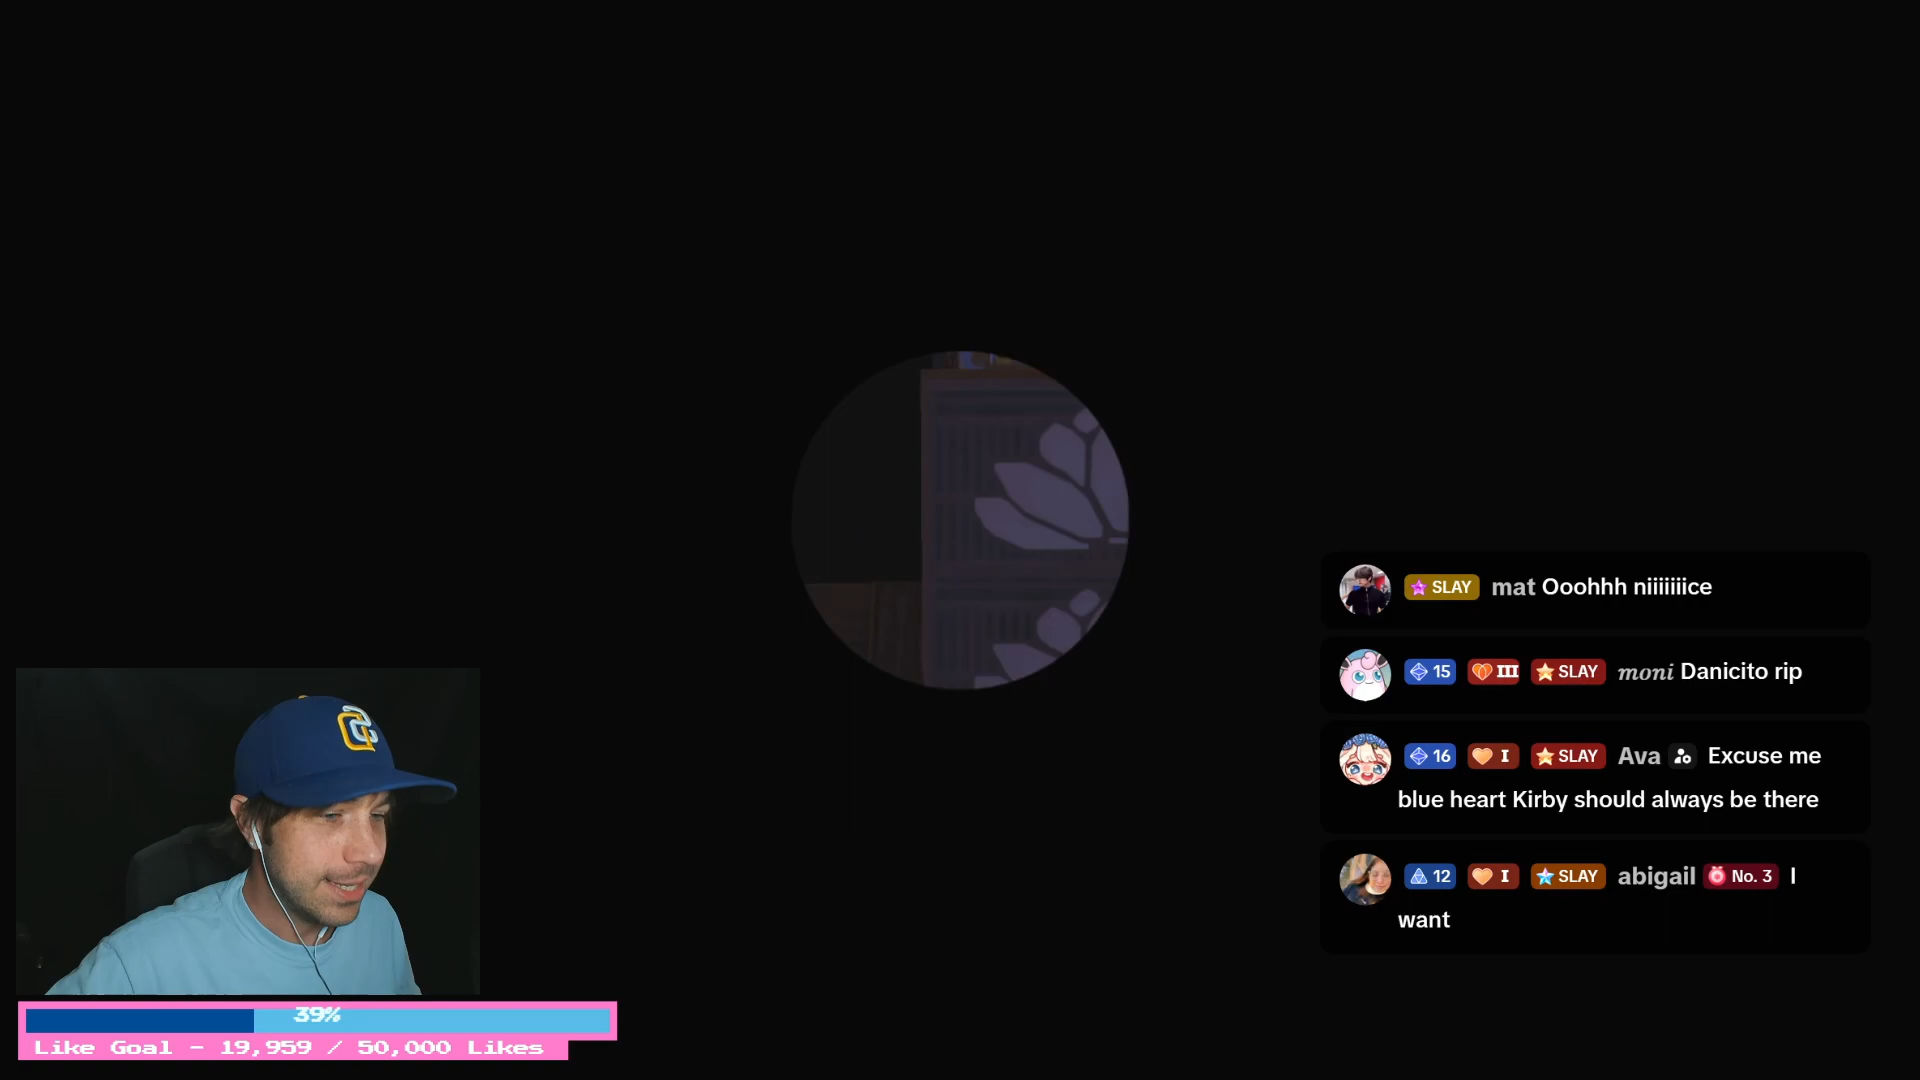 SLAY mat Ooohhh niiiiiiice
15 III SLAY moni Danicito rip
16 I SLAY Ava Excuse me
blue heart Kirby should always be there
12 I SLAY abigail No. 3 I
want
39%
Like Goal - 19,959 / 50,000 Likes